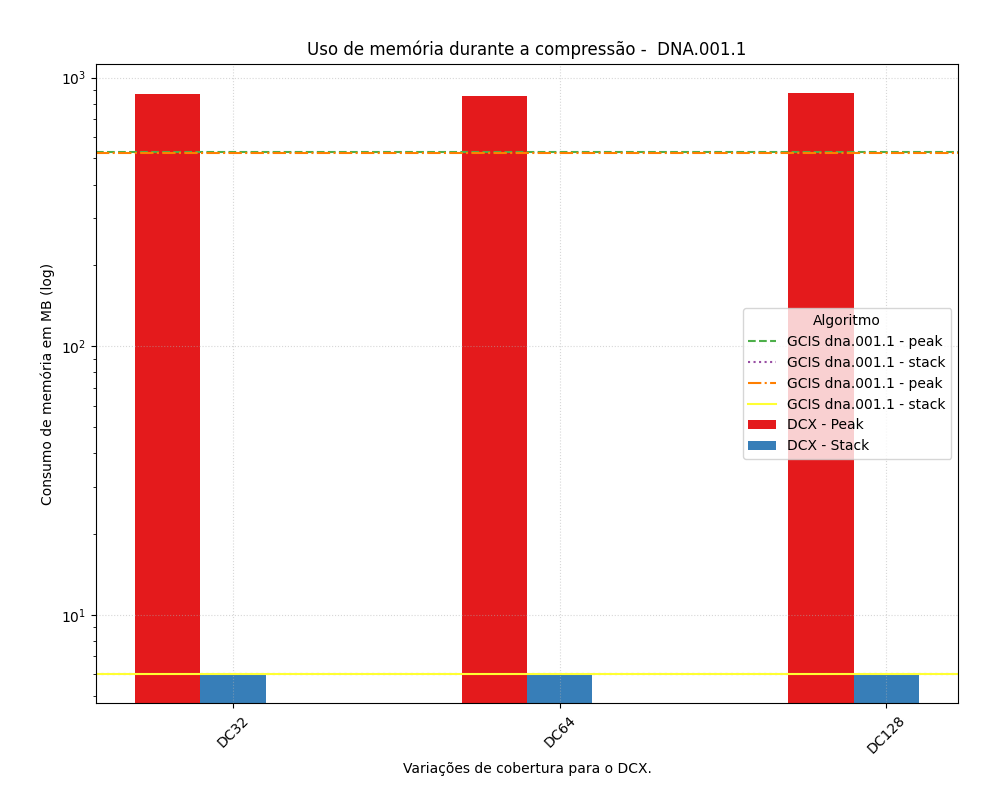 Uso de memória durante a compressão -  DNA.001.1
Consumo de memória em MB (log)
10³
10²
10¹
Algoritmo
GCIS dna.001.1 - peak
GCIS dna.001.1 - stack
GCIS dna.001.1 - peak
GCIS dna.001.1 - stack
DCX - Peak
DCX - Stack
DC32
DC64
DC128
Variações de cobertura para o DCX.